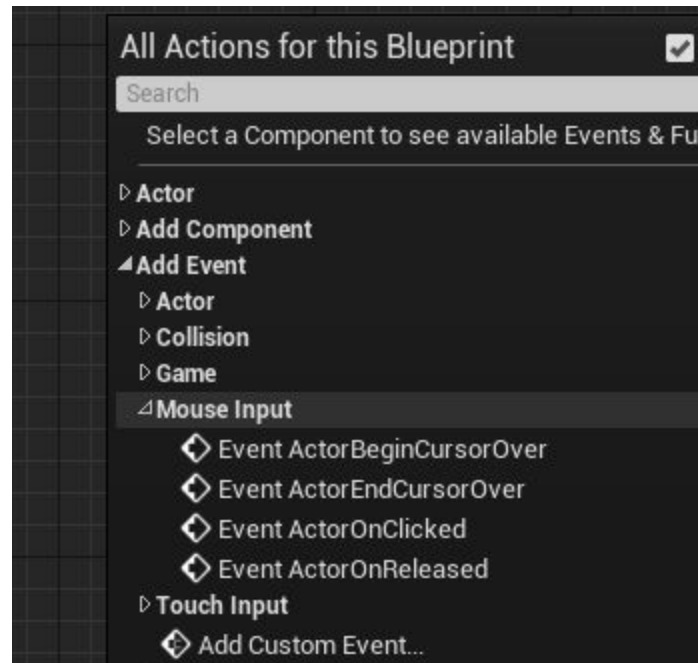 All Actions for this Blueprint
Search
Select a Component to see available Events & Fu
Actor
Add Component
Add Event
Actor
Collision
Game
Mouse Input
Event ActorBeginCursorOver
Event ActorEndCursorOver
Event ActorOnClicked
Event ActorOnReleased
Touch Input
Add Custom Event...